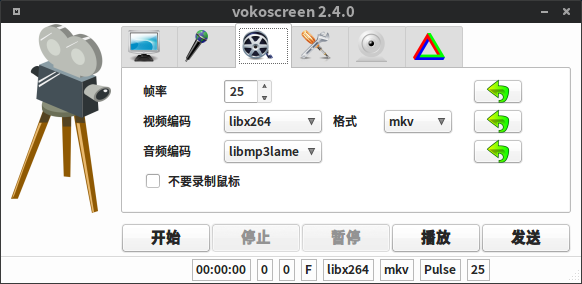 vokoscreen 2.4.0
帧率 25
视频编码 libx264 格式 mkv
音频编码 libmp3lame
不要录制鼠标
开始 停止 暂停 播放 发送
00:00:00 0 0 F libx264 mkv Pulse 25